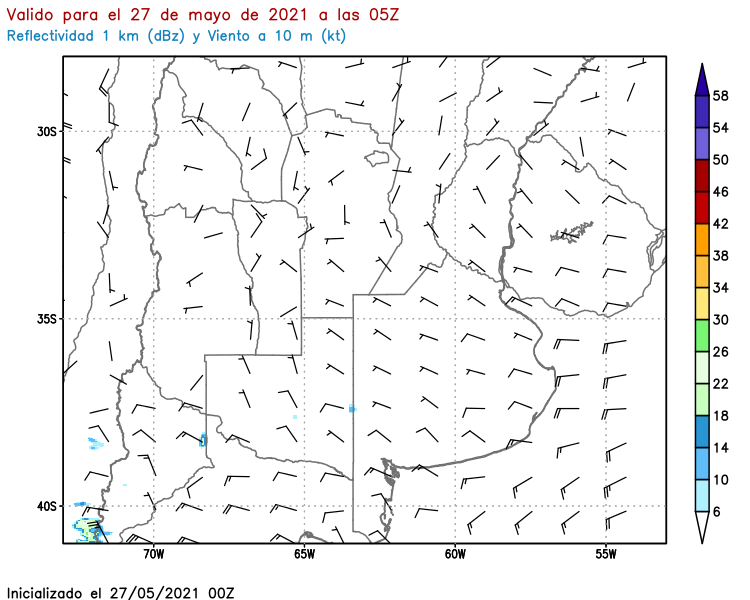 Valido para el 27 de mayo de 2021 a las 05Z
Reflectividad 1 km (dBz) y Viento a 10 m (kt)
30S
35S
40S
70W
65W
60W
55W
58
54
50
46
42
38
34
30
26
22
18
14
10
6
Inicializado el 27/05/2021 00Z